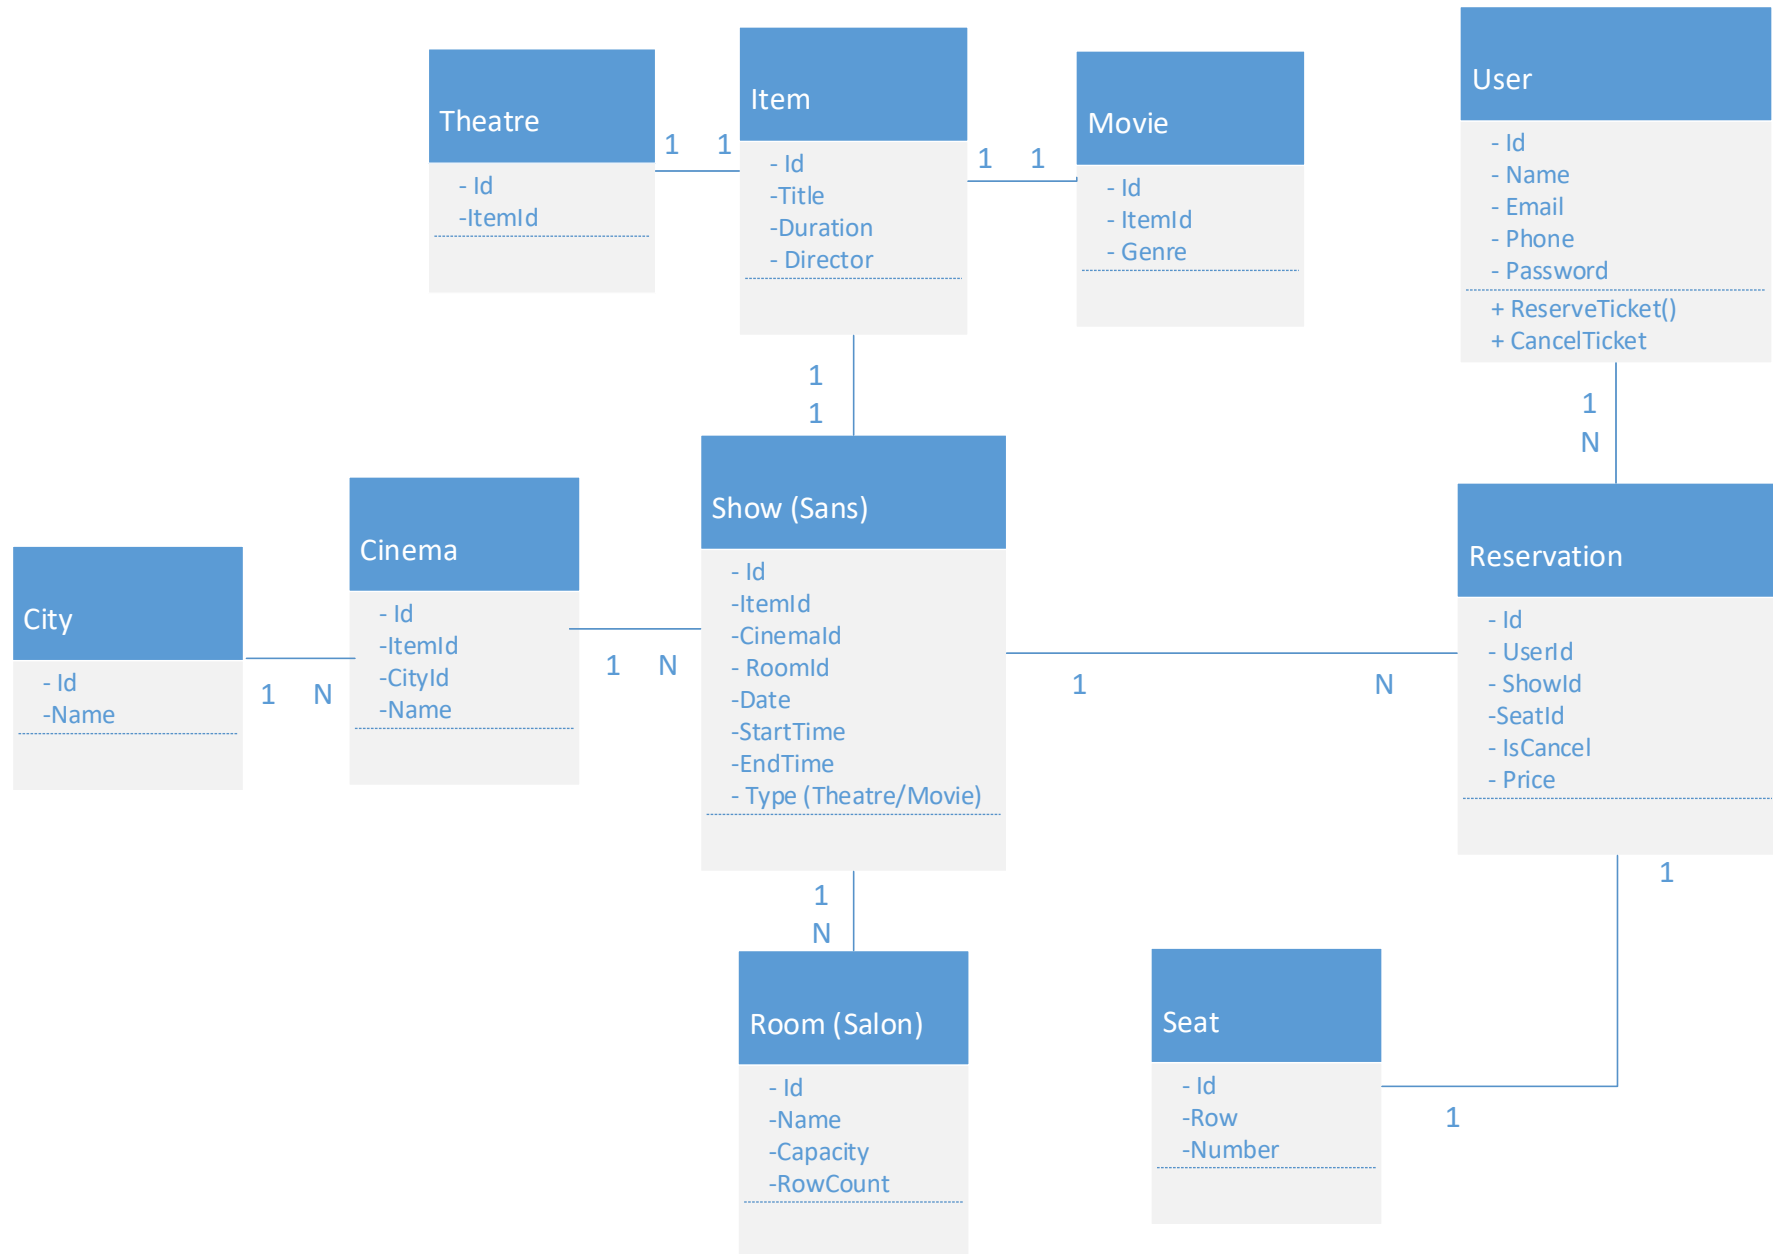 Theatre
- Id
-ItemId
1 1
Item
- Id
-Title
-Duration
- Director
1 1
Movie
- Id
- ItemId
- Genre
User
- Id
- Name
- Email
- Phone
- Password
+ ReserveTicket()
+ CancelTicket
1
1
1
N
City
- Id
-Name
1 N
Cinema
- Id
-ItemId
-CityId
-Name
1 N
Show (Sans)
- Id
-ItemId
-CinemaId
- RoomId
-Date
-StartTime
-EndTime
- Type (Theatre/Movie)
1 N
Reservation
- Id
- UserId
- ShowId
-SeatId
- IsCancel
- Price
1
N
1
Room (Salon)
- Id
-Name
-Capacity
-RowCount
Seat
- Id
-Row
-Number
1